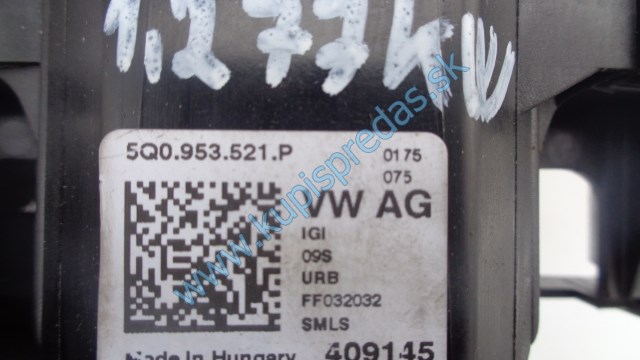 5Q0.953.521.P
0175
075
VW AG
IGI
09S
URB
FF032032
SMLS
Made In Hungary
409145
www.kupispredas.sk